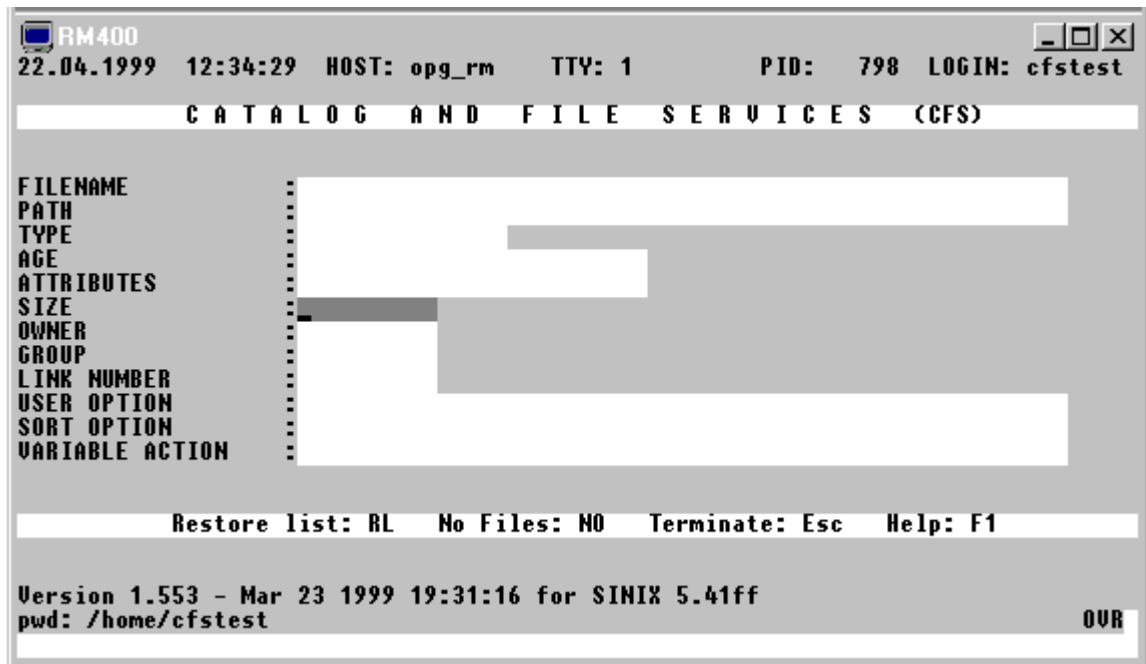 RM400
22.04.1999 12:34:29 HOST: opg_rm TTY: 1 PID: 798 LOGIN: cfstest
C A T A L O G A N D F I L E S E R V I C E S (CFS)
FILENAME :
PATH :
TYPE :
AGE :
ATTRIBUTES :
SIZE :
OWNER :
GROUP :
LINK NUMBER :
USER OPTION :
SORT OPTION :
VARIABLE ACTION :
Restore list: RL No Files: NO Terminate: Esc Help: F1
Version 1.553 - Mar 23 1999 19:31:16 for SINIX 5.41ff
pwd: /home/cfstest OVR